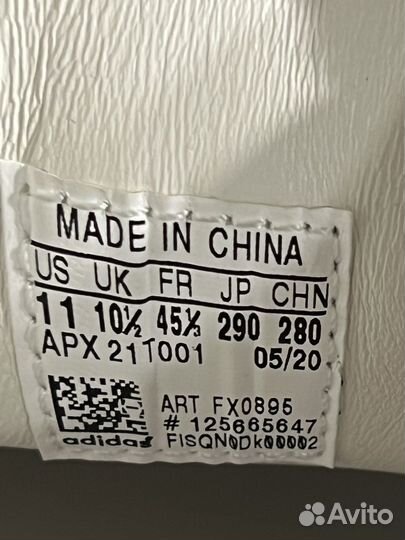 MADE IN CHINA
US UK FR JP CHN
11 10½ 45⅓ 290 280
APX 21T001 05/20
ART FX0895
# 125665647
adidas FISQN0Dk00002
Avito